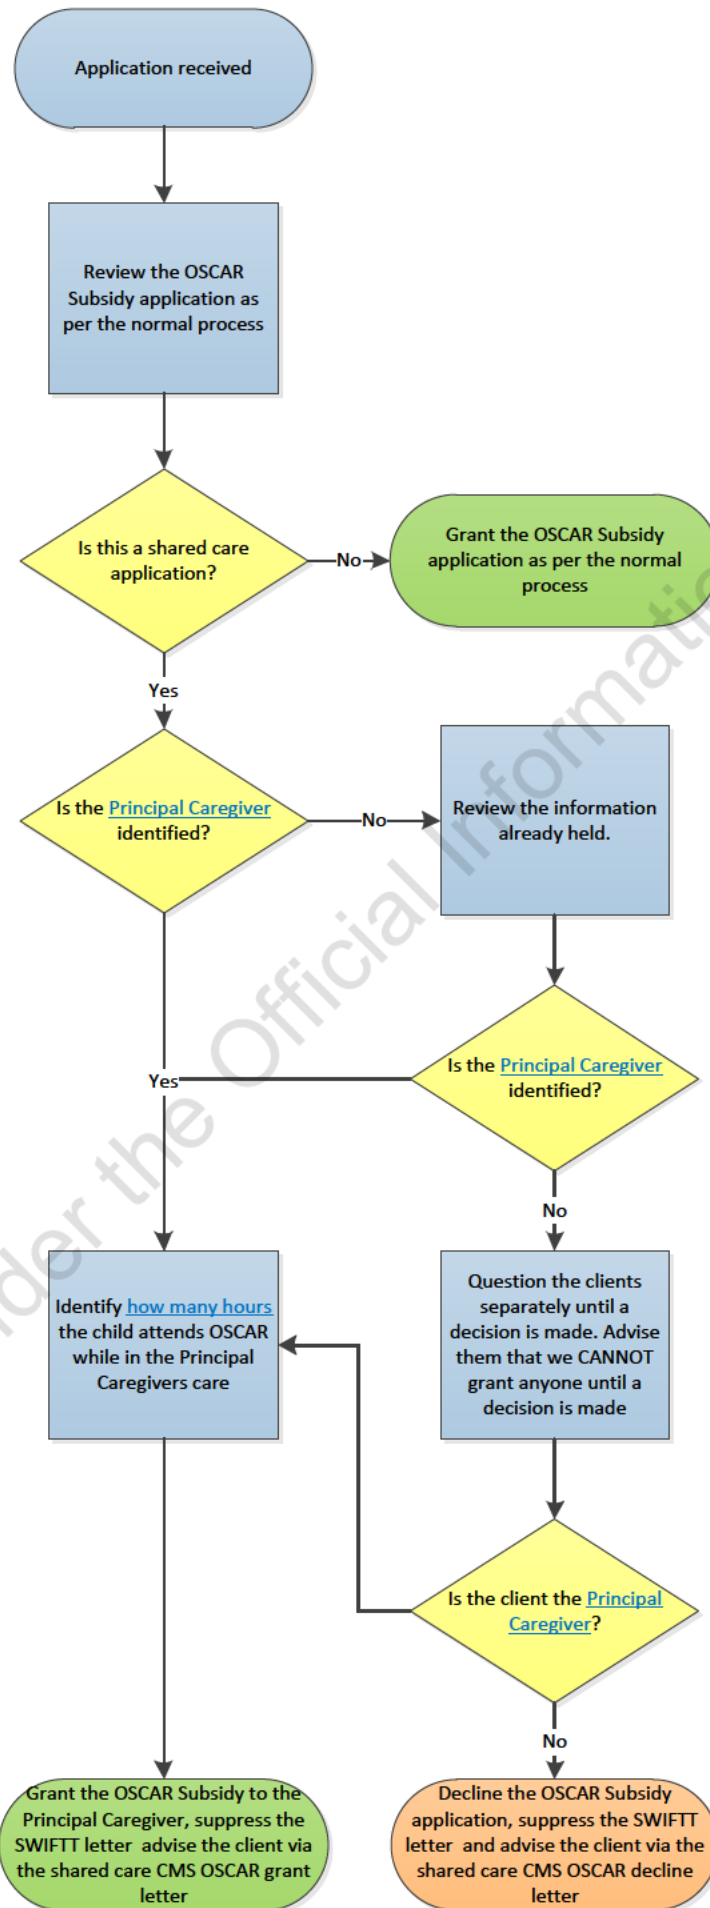 Application received
Review the OSCAR
Subsidy application as
per the normal process
Is this a shared care
application?
No
Grant the OSCAR Subsidy
application as per the normal
process
Yes
Is the Principal Caregiver
identified?
No
Review the information
already held.
Is the Principal Caregiver
identified?
Yes
No
Identify how many hours
the child attends OSCAR
while in the Principal
Caregivers care
Question the clients
separately until a
decision is made. Advise
them that we CANNOT
grant anyone until a
decision is made
Is the client the Principal
Caregiver?
No
Grant the OSCAR Subsidy to the
Principal Caregiver, suppress the
SWIFTT letter advise the client via
the shared care CMS OSCAR grant
letter
Decline the OSCAR Subsidy
application, suppress the SWIFTT
letter and advise the client via the
shared care CMS OSCAR decline
letter
the Official Information